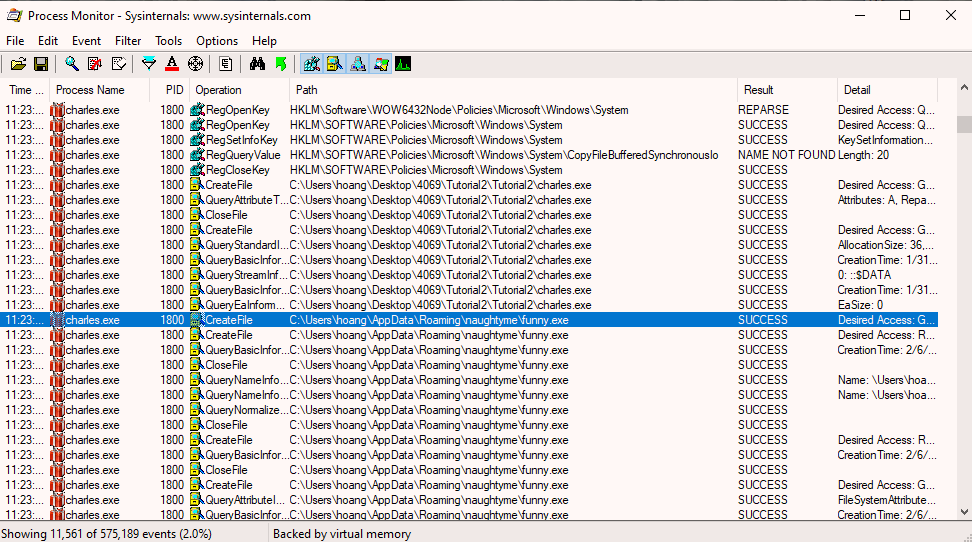 Process Monitor - Sysinternals: www.sysinternals.com
File Edit Event Filter Tools Options Help
Time ... Process Name PID Operation Path Result Detail
11:23:... charles.exe 1800 RegOpenKey HKLM\Software\WOW6432Node\Policies\Microsoft\Windows\System REPARSE Desired Access: Q...
11:23:... charles.exe 1800 RegOpenKey HKLM\SOFTWARE\Policies\Microsoft\Windows\System SUCCESS Desired Access: Q...
11:23:... charles.exe 1800 RegSetInfoKey HKLM\SOFTWARE\Policies\Microsoft\Windows\System SUCCESS KeySetInformation...
11:23:... charles.exe 1800 RegQueryValue HKLM\SOFTWARE\Policies\Microsoft\Windows\System\CopyFileBufferedSynchronousIo NAME NOT FOUND Length: 20
11:23:... charles.exe 1800 RegCloseKey HKLM\SOFTWARE\Policies\Microsoft\Windows\System SUCCESS
11:23:... charles.exe 1800 CreateFile C:\Users\hoang\Desktop\4069\Tutorial2\Tutorial2\charles.exe SUCCESS Desired Access: G...
11:23:... charles.exe 1800 QueryAttributeT... C:\Users\hoang\Desktop\4069\Tutorial2\Tutorial2\charles.exe SUCCESS Attributes: A, Repa...
11:23:... charles.exe 1800 CloseFile C:\Users\hoang\Desktop\4069\Tutorial2\Tutorial2\charles.exe SUCCESS
11:23:... charles.exe 1800 CreateFile C:\Users\hoang\Desktop\4069\Tutorial2\Tutorial2\charles.exe SUCCESS Desired Access: G...
11:23:... charles.exe 1800 QueryStandardI... C:\Users\hoang\Desktop\4069\Tutorial2\Tutorial2\charles.exe SUCCESS AllocationSize: 36,...
11:23:... charles.exe 1800 QueryBasicInfor... C:\Users\hoang\Desktop\4069\Tutorial2\Tutorial2\charles.exe SUCCESS CreationTime: 1/31...
11:23:... charles.exe 1800 QueryStreamInf... C:\Users\hoang\Desktop\4069\Tutorial2\Tutorial2\charles.exe SUCCESS 0: ::$DATA
11:23:... charles.exe 1800 QueryBasicInfor... C:\Users\hoang\Desktop\4069\Tutorial2\Tutorial2\charles.exe SUCCESS CreationTime: 1/31...
11:23:... charles.exe 1800 QueryEaInform... C:\Users\hoang\Desktop\4069\Tutorial2\Tutorial2\charles.exe SUCCESS EaSize: 0
11:23:... charles.exe 1800 CreateFile C:\Users\hoang\AppData\Roaming\naughtyme\funny.exe SUCCESS Desired Access: G...
11:23:... charles.exe 1800 CreateFile C:\Users\hoang\AppData\Roaming\naughtyme\funny.exe SUCCESS Desired Access: R...
11:23:... charles.exe 1800 QueryBasicInfor... C:\Users\hoang\AppData\Roaming\naughtyme\funny.exe SUCCESS CreationTime: 2/6/...
11:23:... charles.exe 1800 CloseFile C:\Users\hoang\AppData\Roaming\naughtyme\funny.exe SUCCESS
11:23:... charles.exe 1800 QueryNameInfo... C:\Users\hoang\AppData\Roaming\naughtyme\funny.exe SUCCESS Name: \Users\hoa...
11:23:... charles.exe 1800 QueryNameInfo... C:\Users\hoang\AppData\Roaming\naughtyme\funny.exe SUCCESS Name: \Users\hoa...
11:23:... charles.exe 1800 QueryNormalize... C:\Users\hoang\AppData\Roaming\naughtyme\funny.exe SUCCESS
11:23:... charles.exe 1800 CloseFile C:\Users\hoang\AppData\Roaming\naughtyme\funny.exe SUCCESS
11:23:... charles.exe 1800 CreateFile C:\Users\hoang\AppData\Roaming\naughtyme\funny.exe SUCCESS Desired Access: R...
11:23:... charles.exe 1800 QueryBasicInfor... C:\Users\hoang\AppData\Roaming\naughtyme\funny.exe SUCCESS CreationTime: 2/6/...
11:23:... charles.exe 1800 CloseFile C:\Users\hoang\AppData\Roaming\naughtyme\funny.exe SUCCESS
11:23:... charles.exe 1800 CreateFile C:\Users\hoang\AppData\Roaming\naughtyme\funny.exe SUCCESS Desired Access: G...
11:23:... charles.exe 1800 QueryAttributeI... C:\Users\hoang\AppData\Roaming\naughtyme\funny.exe SUCCESS FileSystemAttribute...
11:23:... charles.exe 1800 QueryBasicInfor... C:\Users\hoang\AppData\Roaming\naughtyme\funny.exe SUCCESS CreationTime: 2/6/...
Showing 11,561 of 575,189 events (2.0%) Backed by virtual memory